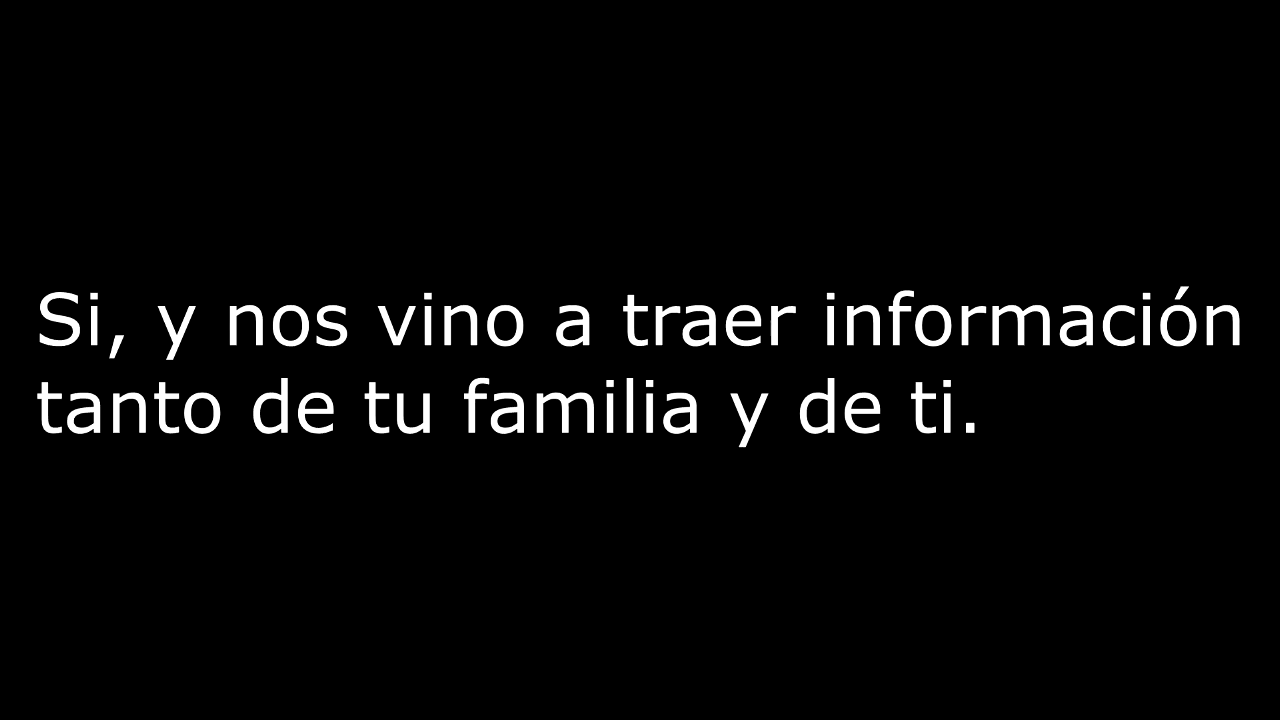 Si, y nos vino a traer información
tanto de tu familia y de ti.